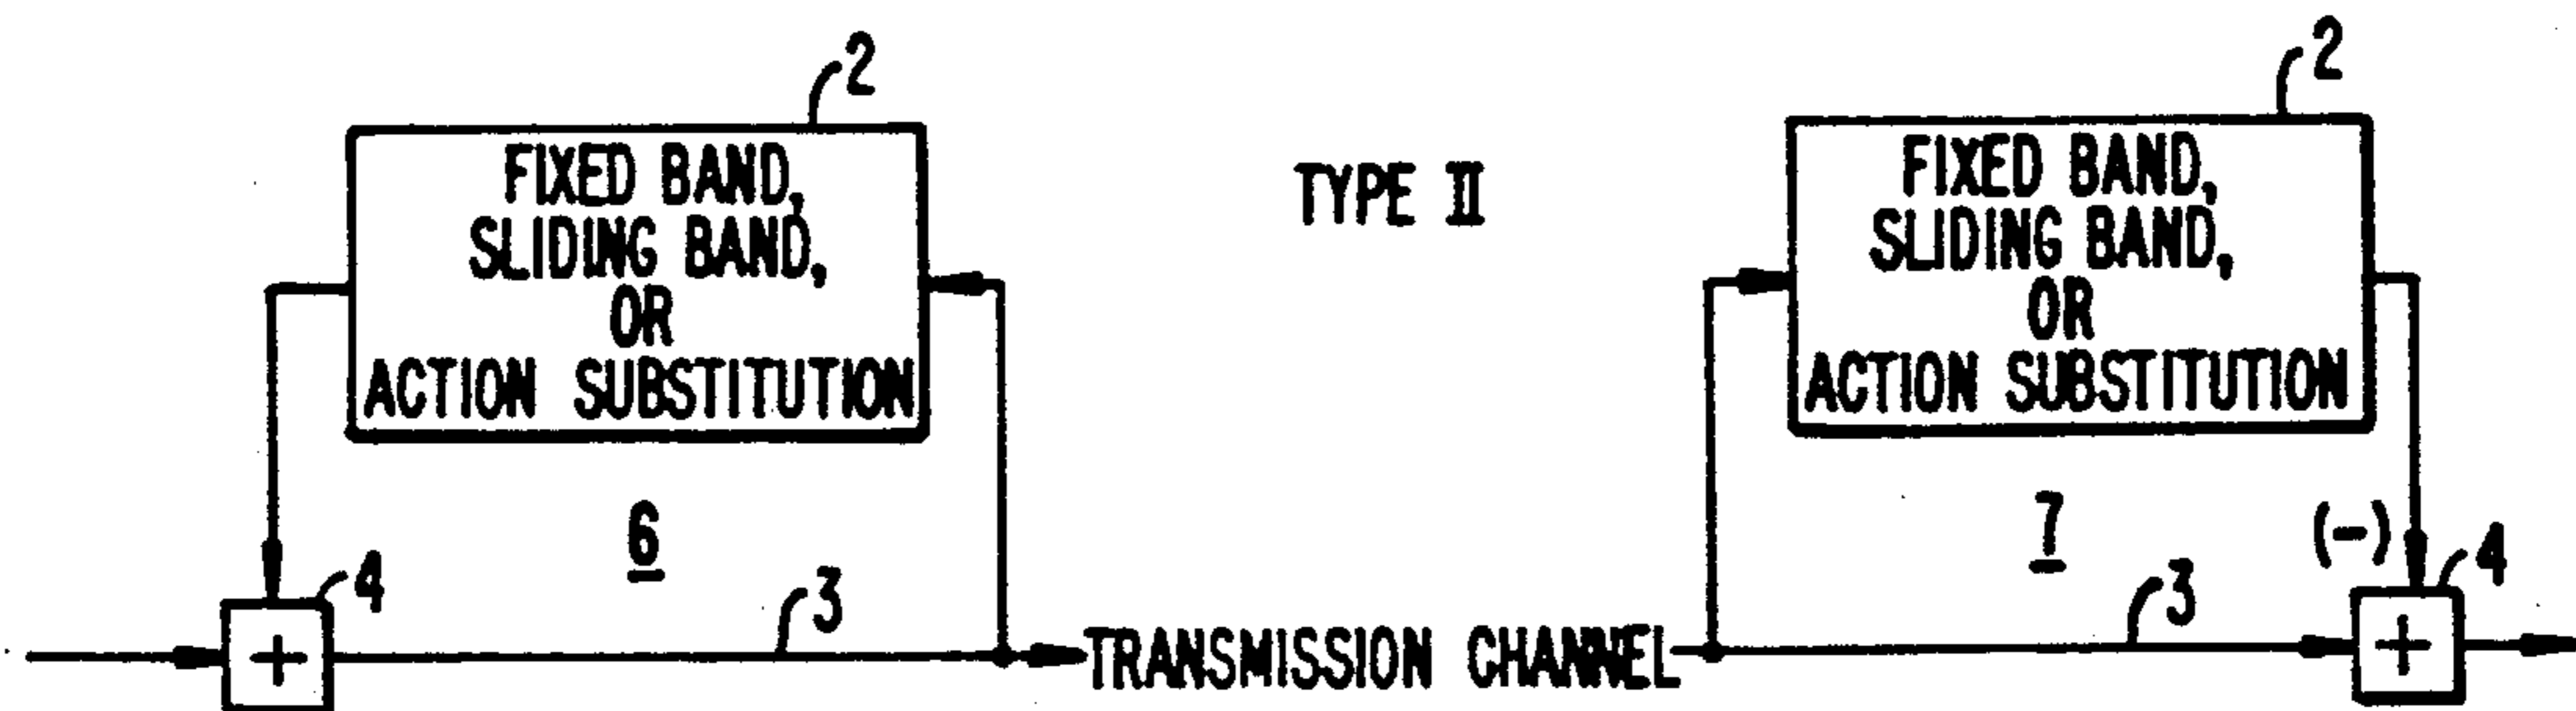 2
FIXED BAND,
SLIDING BAND,
OR
ACTION SUBSTITUTION
6
4
+
3
TYPE II
TRANSMISSION CHANNEL
2
FIXED BAND,
SLIDING BAND,
OR
ACTION SUBSTITUTION
7
(-)
4
3
+